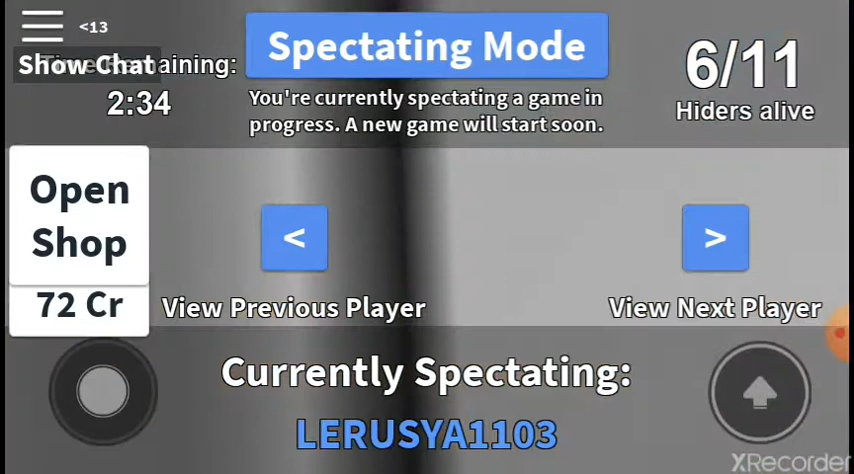 <13
Spectating Mode
6/11
Show Chat
aining:
2:34
You're currently spectating a game in
progress. A new game will start soon.
Hiders alive
Open
Shop
72 Cr
<
>
View Previous Player
View Next Player
Currently Spectating:
LERUSYA1103
XRecorder